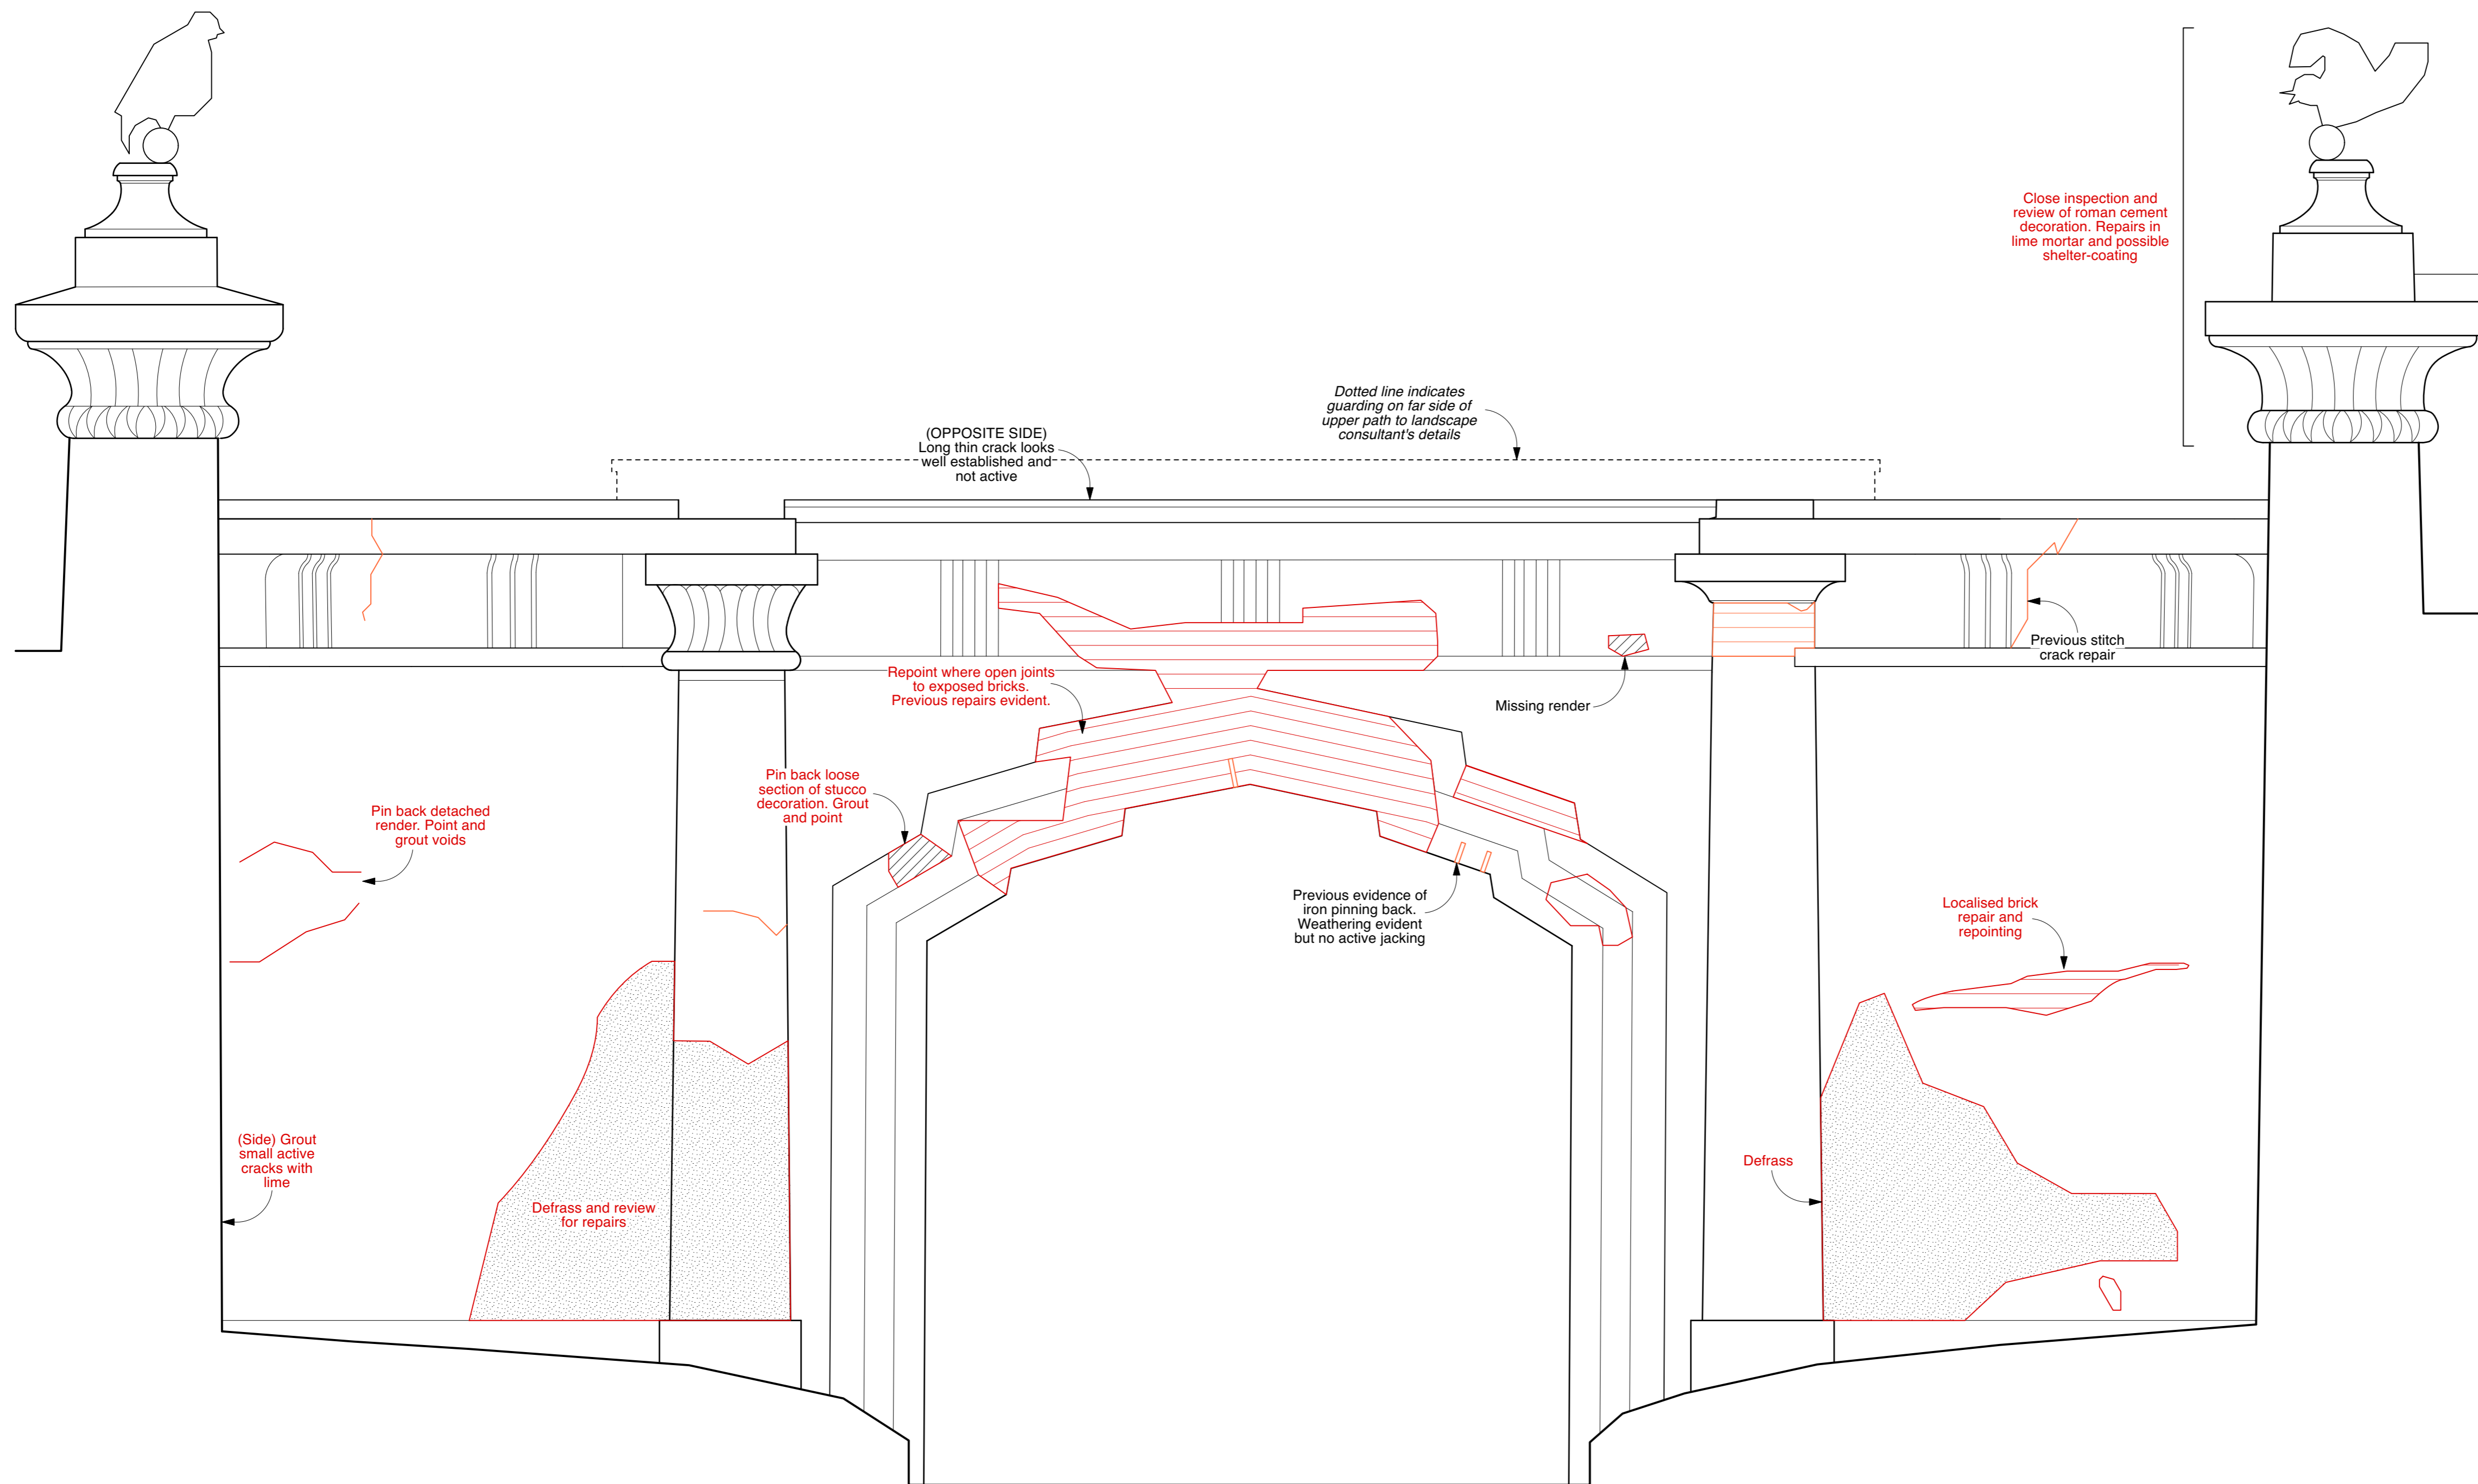 Close inspection and
review of roman cement
decoration. Repairs in
lime mortar and possible
shelter-coating
Dotted line indicates
guarding on far side of
upper path to landscape
consultant's details
(OPPOSITE SIDE)
Long thin crack looks
well established and
not active
Previous stitch
crack repair
Repoint where open joints
to exposed bricks.
Previous repairs evident.
Missing render
Pin back loose
section of stucco
decoration. Grout
and point
Pin back detached
render. Point and
grout voids
Previous evidence of
iron pinning back.
Weathering evident
but no active jacking
Localised brick
repair and
repointing
(Side) Grout
small active
cracks with
lime
Defrass
Defrass and review
for repairs